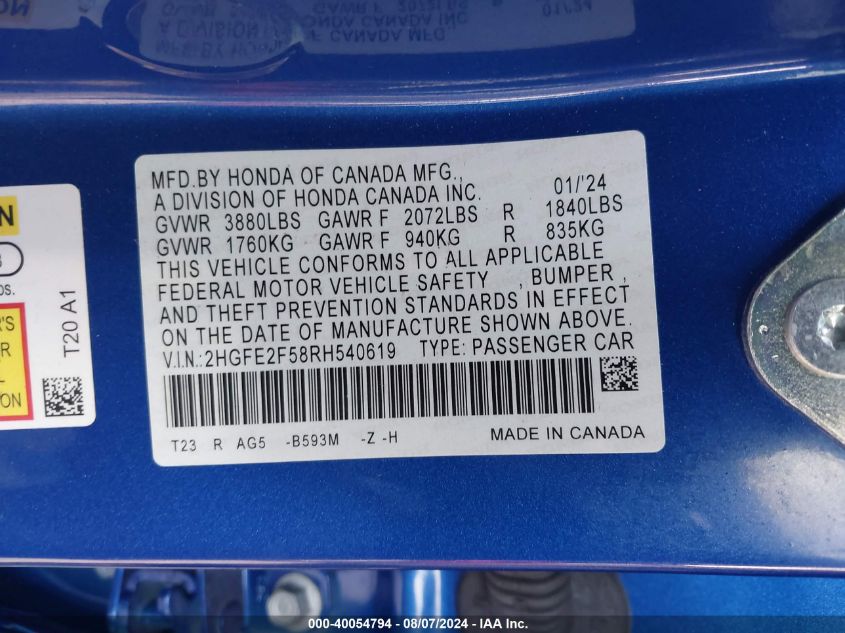 MFD.BY HONDA OF CANADA MFG.,
A DIVISION OF HONDA CANADA INC. 01/'24
GVWR 3880LBS GAWR F 2072LBS R 1840LBS
GVWR 1760KG GAWR F 940KG R 835KG
THIS VEHICLE CONFORMS TO ALL APPLICABLE
FEDERAL MOTOR VEHICLE SAFETY , BUMPER ,
AND THEFT PREVENTION STANDARDS IN EFFECT
ON THE DATE OF MANUFACTURE SHOWN ABOVE.
V.I.N.:2HGFE2F58RH540619 TYPE: PASSENGER CAR
T23 R AG5 -B593M -Z -H MADE IN CANADA
T20 A1
000-40054794 - 08/07/2024 - IAA Inc.